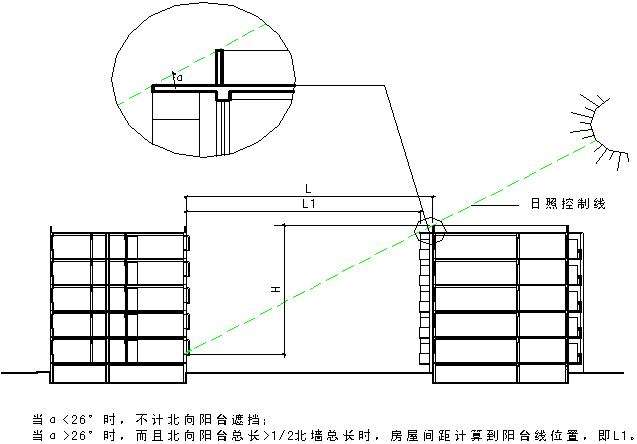 α
L
L1
日照控制线
H
当α<26°时，不计北向阳台遮挡；
当α>26°时，而且北向阳台总长>1/2北墙总长时，房屋间距计算到阳台线位置，即L1。